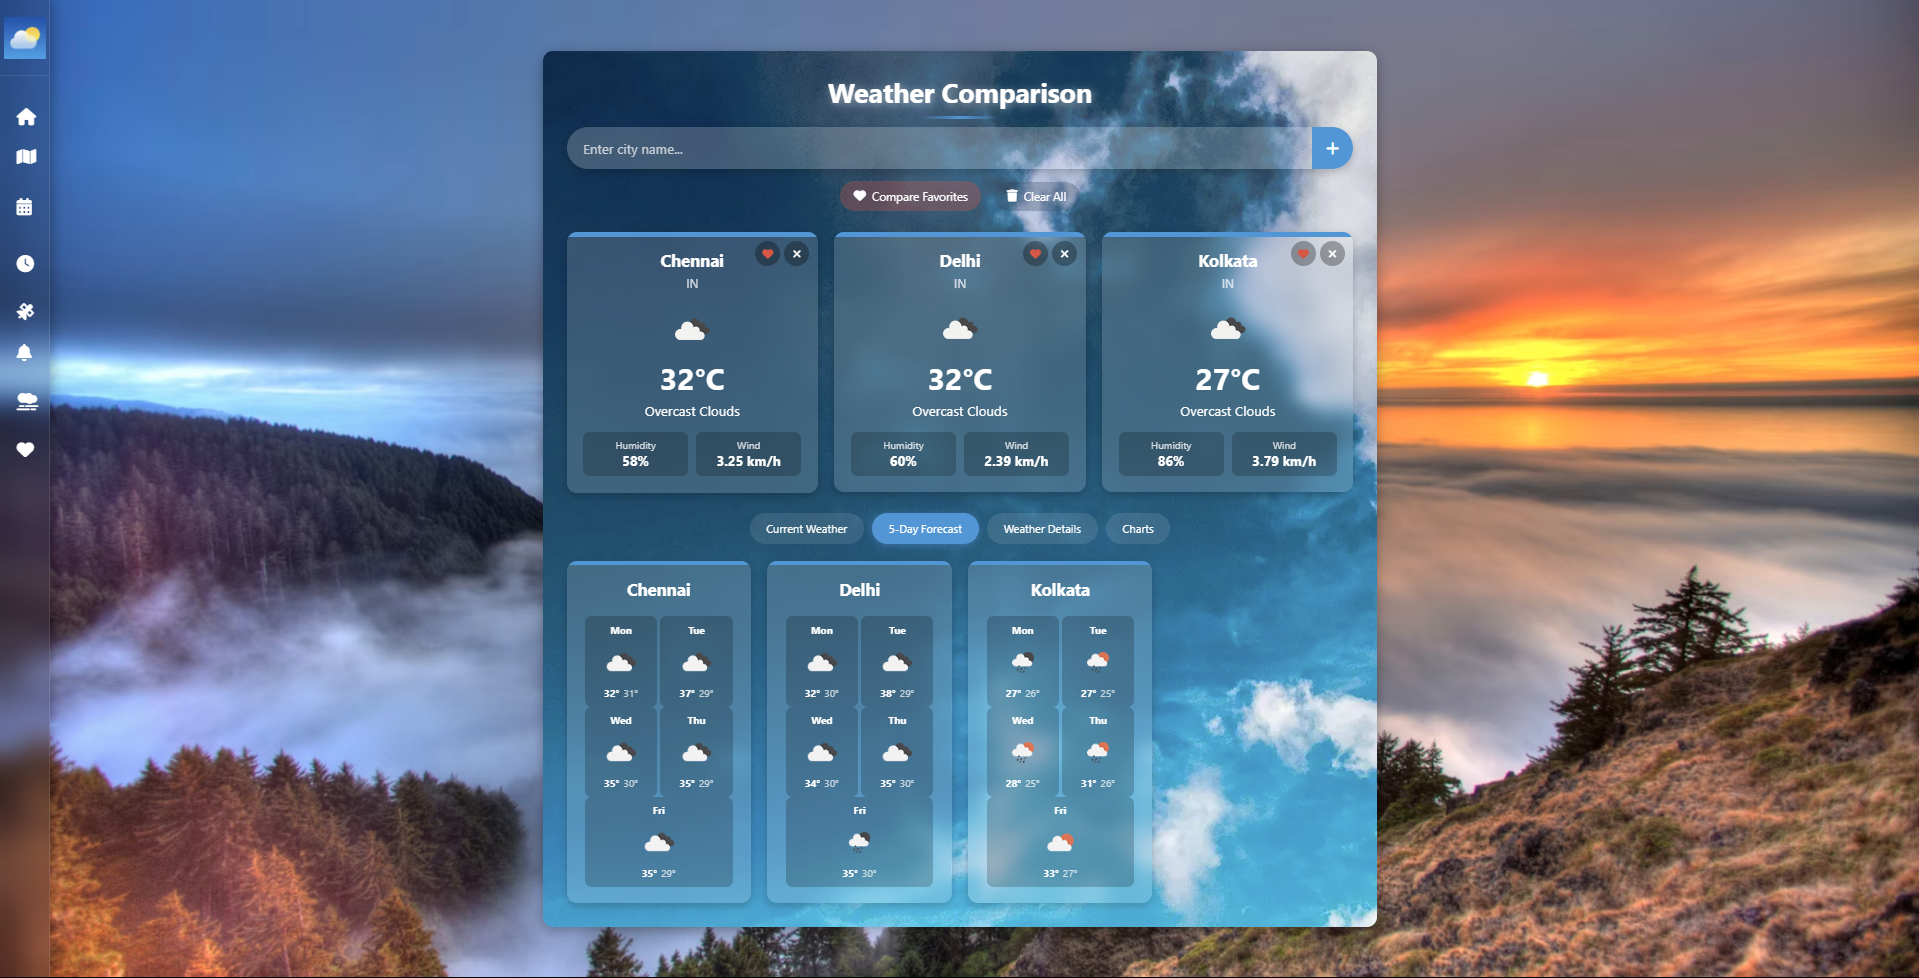 Weather Comparison
Enter city name...
Compare Favorites
Clear All
Chennai
IN
32°C
Overcast Clouds
Humidity
58%
Wind
3.25 km/h
Delhi
IN
32°C
Overcast Clouds
Humidity
60%
Wind
2.39 km/h
Kolkata
IN
27°C
Overcast Clouds
Humidity
86%
Wind
3.79 km/h
Current Weather
5-Day Forecast
Weather Details
Charts
Chennai
Mon
32° 31°
Tue
37° 29°
Wed
35° 30°
Thu
35° 29°
Fri
35° 29°
Delhi
Mon
32° 30°
Tue
38° 29°
Wed
34° 30°
Thu
35° 30°
Fri
35° 30°
Kolkata
Mon
27° 26°
Tue
27° 25°
Wed
28° 25°
Thu
31° 26°
Fri
33° 27°